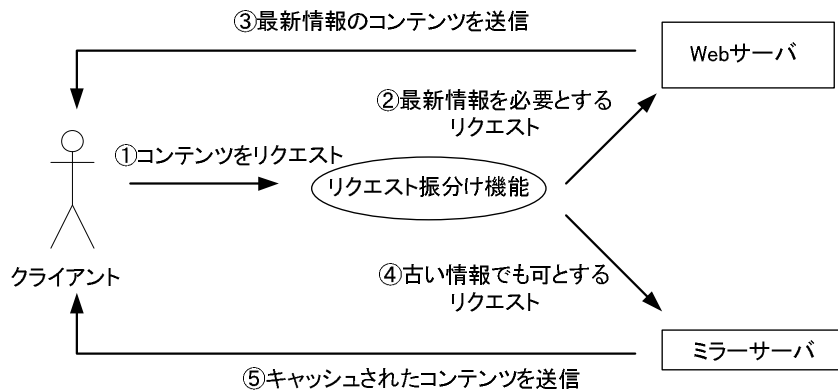 ③最新情報のコンテンツを送信
Webサーバ
②最新情報を必要とする
リクエスト
①コンテンツをリクエスト
リクエスト振分け機能
クライアント
④古い情報でも可とする
リクエスト
ミラーサーバ
⑤キャッシュされたコンテンツを送信